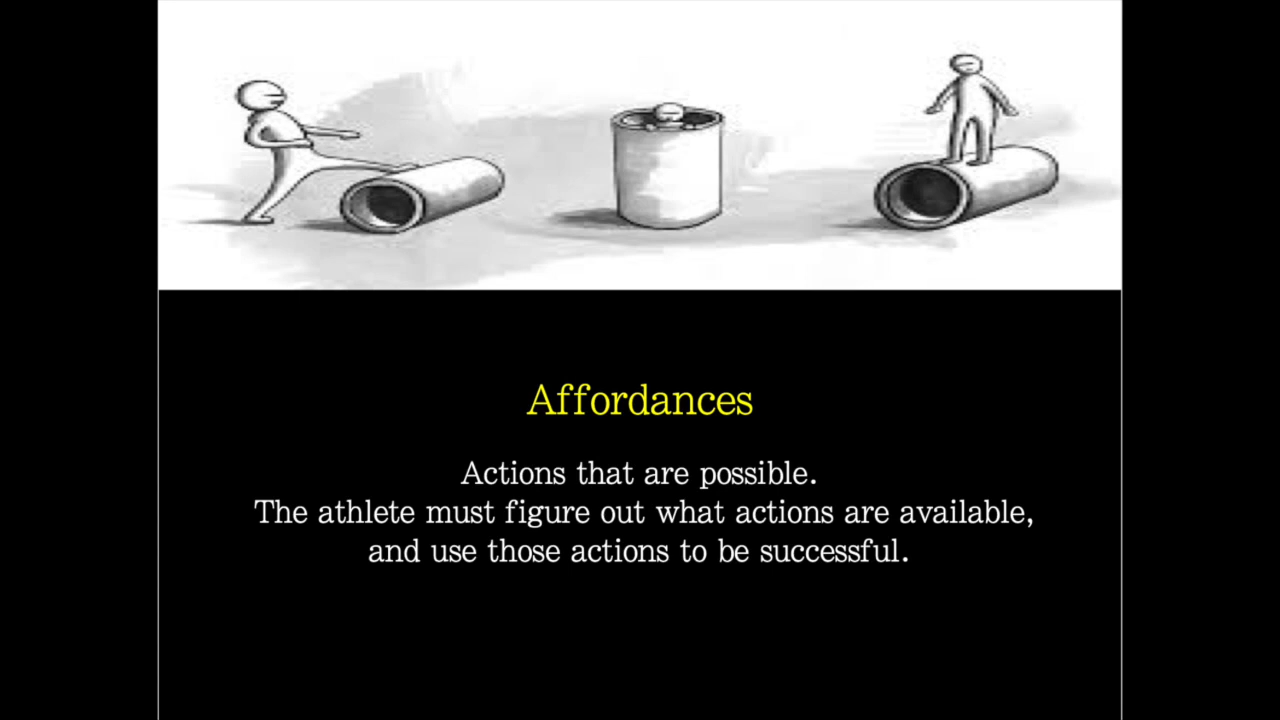 Affordances
Actions that are possible.
The athlete must figure out what actions are available,
and use those actions to be successful.